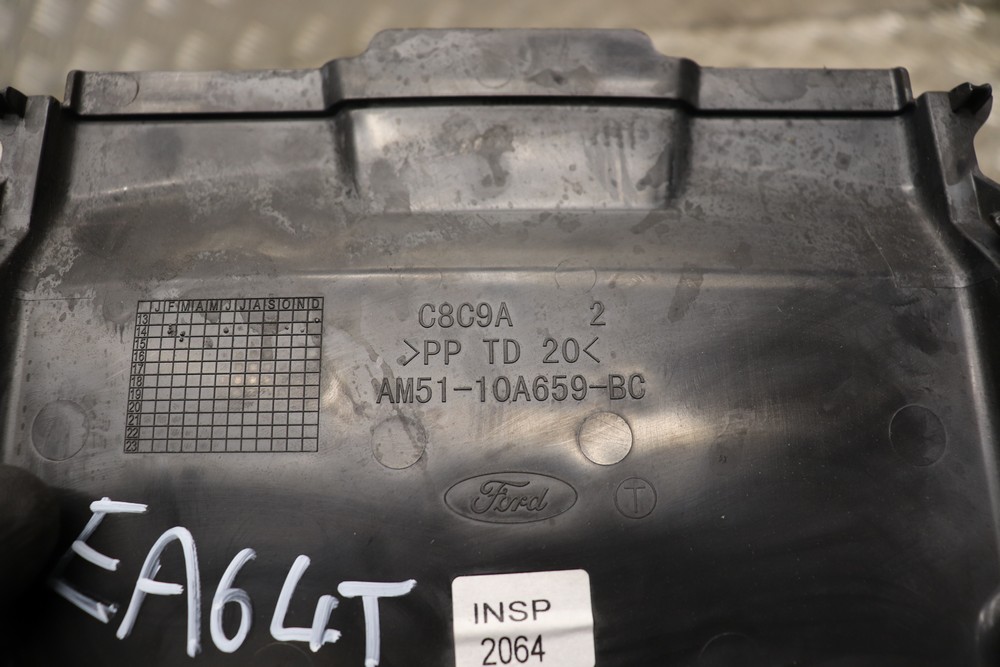 J F M A M J J A S O N D
13
14
15
16
17
18
19
20
21
22
23
C8C9A 2
>PP TD 20<
AM51-10A659-BC
Ford
T
EA64T
INSP
2064